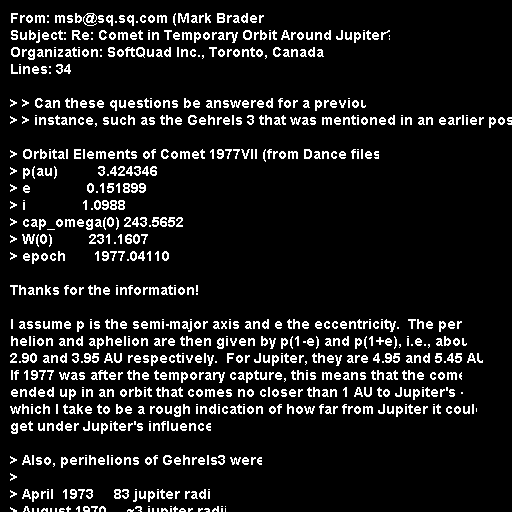 From: msb@sq.sq.com (Mark Brader
Subject: Re: Comet in Temporary Orbit Around Jupiter?
Organization: SoftQuad Inc., Toronto, Canada
Lines: 34

> > Can these questions be answered for a previou
> > instance, such as the Gehrels 3 that was mentioned in an earlier pos

> Orbital Elements of Comet 1977VII (from Dance files
> p(au) 3.424346
> e 0.151899
> i 1.0988
> cap_omega(0) 243.5652
> W(0) 231.1607
> epoch 1977.04110

Thanks for the information!

I assume p is the semi-major axis and e the eccentricity. The per
helion and aphelion are then given by p(1-e) and p(1+e), i.e., abou
2.90 and 3.95 AU respectively. For Jupiter, they are 4.95 and 5.45 AU
If 1977 was after the temporary capture, this means that the come
ended up in an orbit that comes no closer than 1 AU to Jupiter's
which I take to be a rough indication of how far from Jupiter it coul
get under Jupiter's influence

> Also, perihelions of Gehrels3 were
>
> April 1973 83 jupiter radi
> August 1970 ~3 jupiter radii